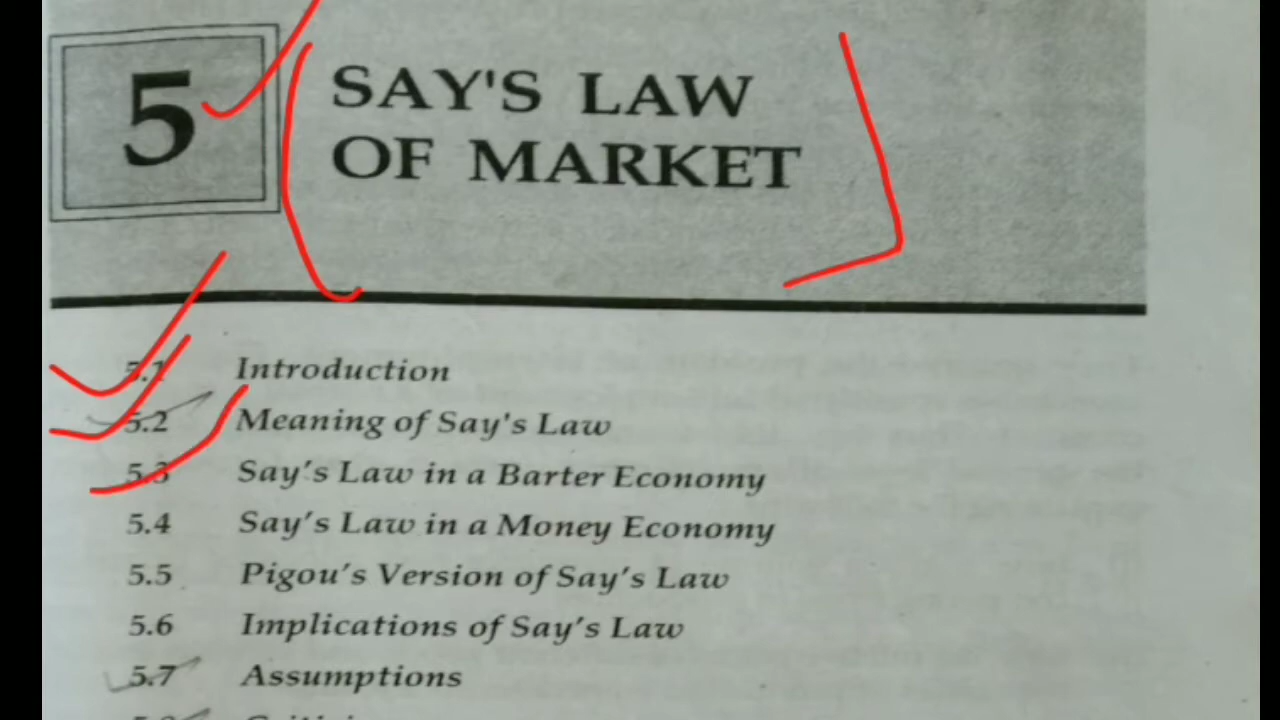 5
SAY'S LAW
OF MARKET
5.1 Introduction
5.2 Meaning of Say's Law
5.3 Say's Law in a Barter Economy
5.4 Say's Law in a Money Economy
5.5 Pigou's Version of Say's Law
5.6 Implications of Say's Law
5.7 Assumptions